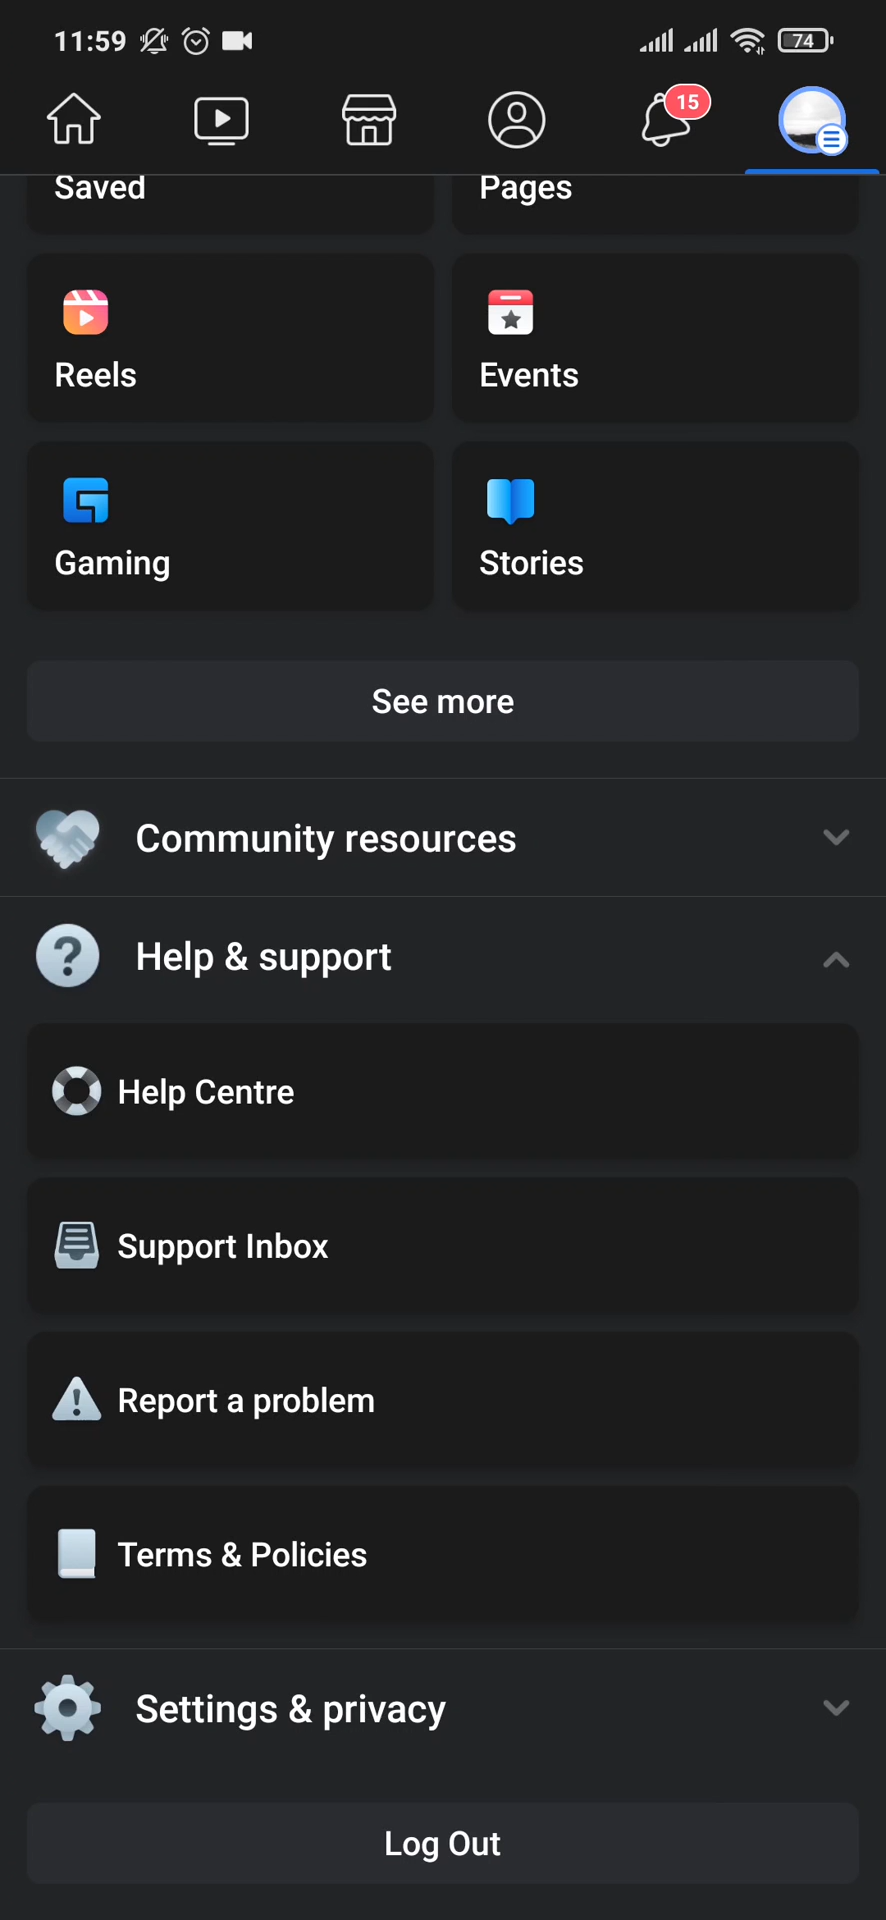 11:59
74
15
Saved
Pages
Reels
Events
Gaming
Stories
See more
Community resources
Help & support
Help Centre
Support Inbox
Report a problem
Terms & Policies
Settings & privacy
Log Out